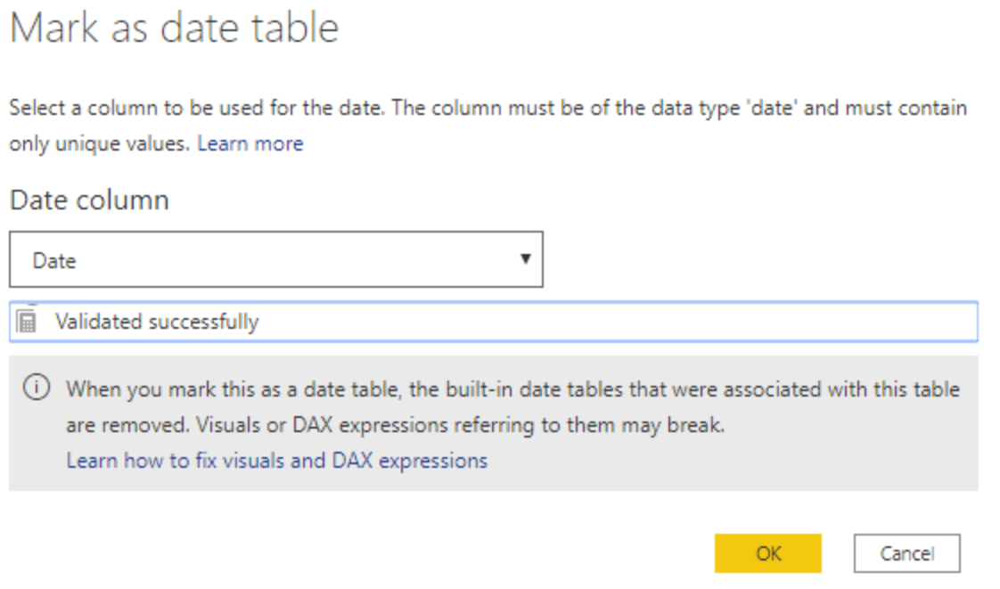 Mark as date table
Select a column to be used for the date. The column must be of the data type 'date' and must contain
only unique values. Learn more
Date column
Date
Validated successfully
When you mark this as a date table, the built-in date tables that were associated with this table
are removed. Visuals or DAX expressions referring to them may break.
Learn how to fix visuals and DAX expressions
OK Cancel